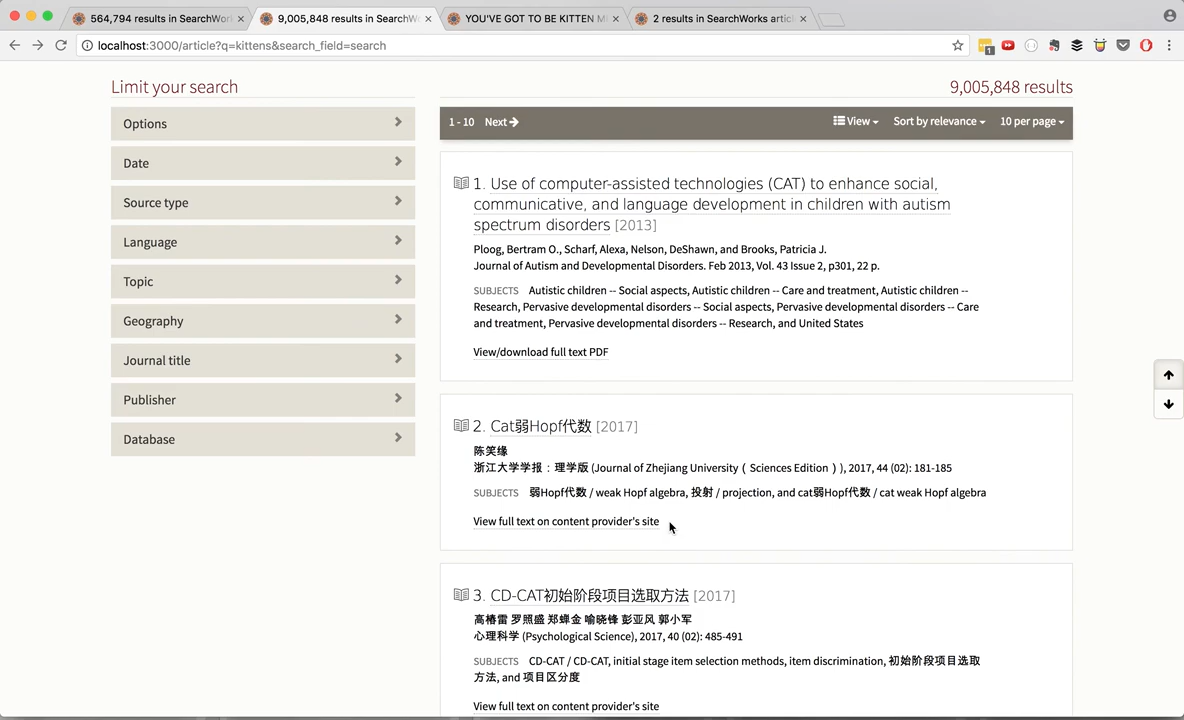 564,794 results in SearchWor
9,005,848 results in SearchW
YOU'VE GOT TO BE KITTEN M
2 results in SearchWorks artic
localhost:3000/article?q=kittens&search_field=search
1
Limit your search
9,005,848 results
Options
Date
Source type
Language
Topic
Geography
Journal title
Publisher
Database
1 - 10 Next
View
Sort by relevance
10 per page
1. Use of computer-assisted technologies (CAT) to enhance social,
communicative, and language development in children with autism
spectrum disorders [2013]
Ploog, Bertram O., Scharf, Alexa, Nelson, DeShawn, and Brooks, Patricia J.
Journal of Autism and Developmental Disorders. Feb 2013, Vol. 43 Issue 2, p301, 22 p.
SUBJECTS Autistic children -- Social aspects, Autistic children -- Care and treatment, Autistic children --
Research, Pervasive developmental disorders -- Social aspects, Pervasive developmental disorders -- Care
and treatment, Pervasive developmental disorders -- Research, and United States
View/download full text PDF
2. Cat弱Hopf代数 [2017]
陈笑缘
浙江大学学报：理学版 (Journal of Zhejiang University（Sciences Edition）), 2017, 44 (02): 181-185
SUBJECTS 弱Hopf代数 / weak Hopf algebra, 投射 / projection, and cat弱Hopf代数 / cat weak Hopf algebra
View full text on content provider's site
3. CD-CAT初始阶段项目选取方法 [2017]
高椿雷 罗照盛 郑蝉金 喻晓锋 彭亚风 郭小军
心理科学 (Psychological Science), 2017, 40 (02): 485-491
SUBJECTS CD-CAT / CD-CAT, initial stage item selection methods, item discrimination, 初始阶段项目选取
方法, and 项目区分度
View full text on content provider's site